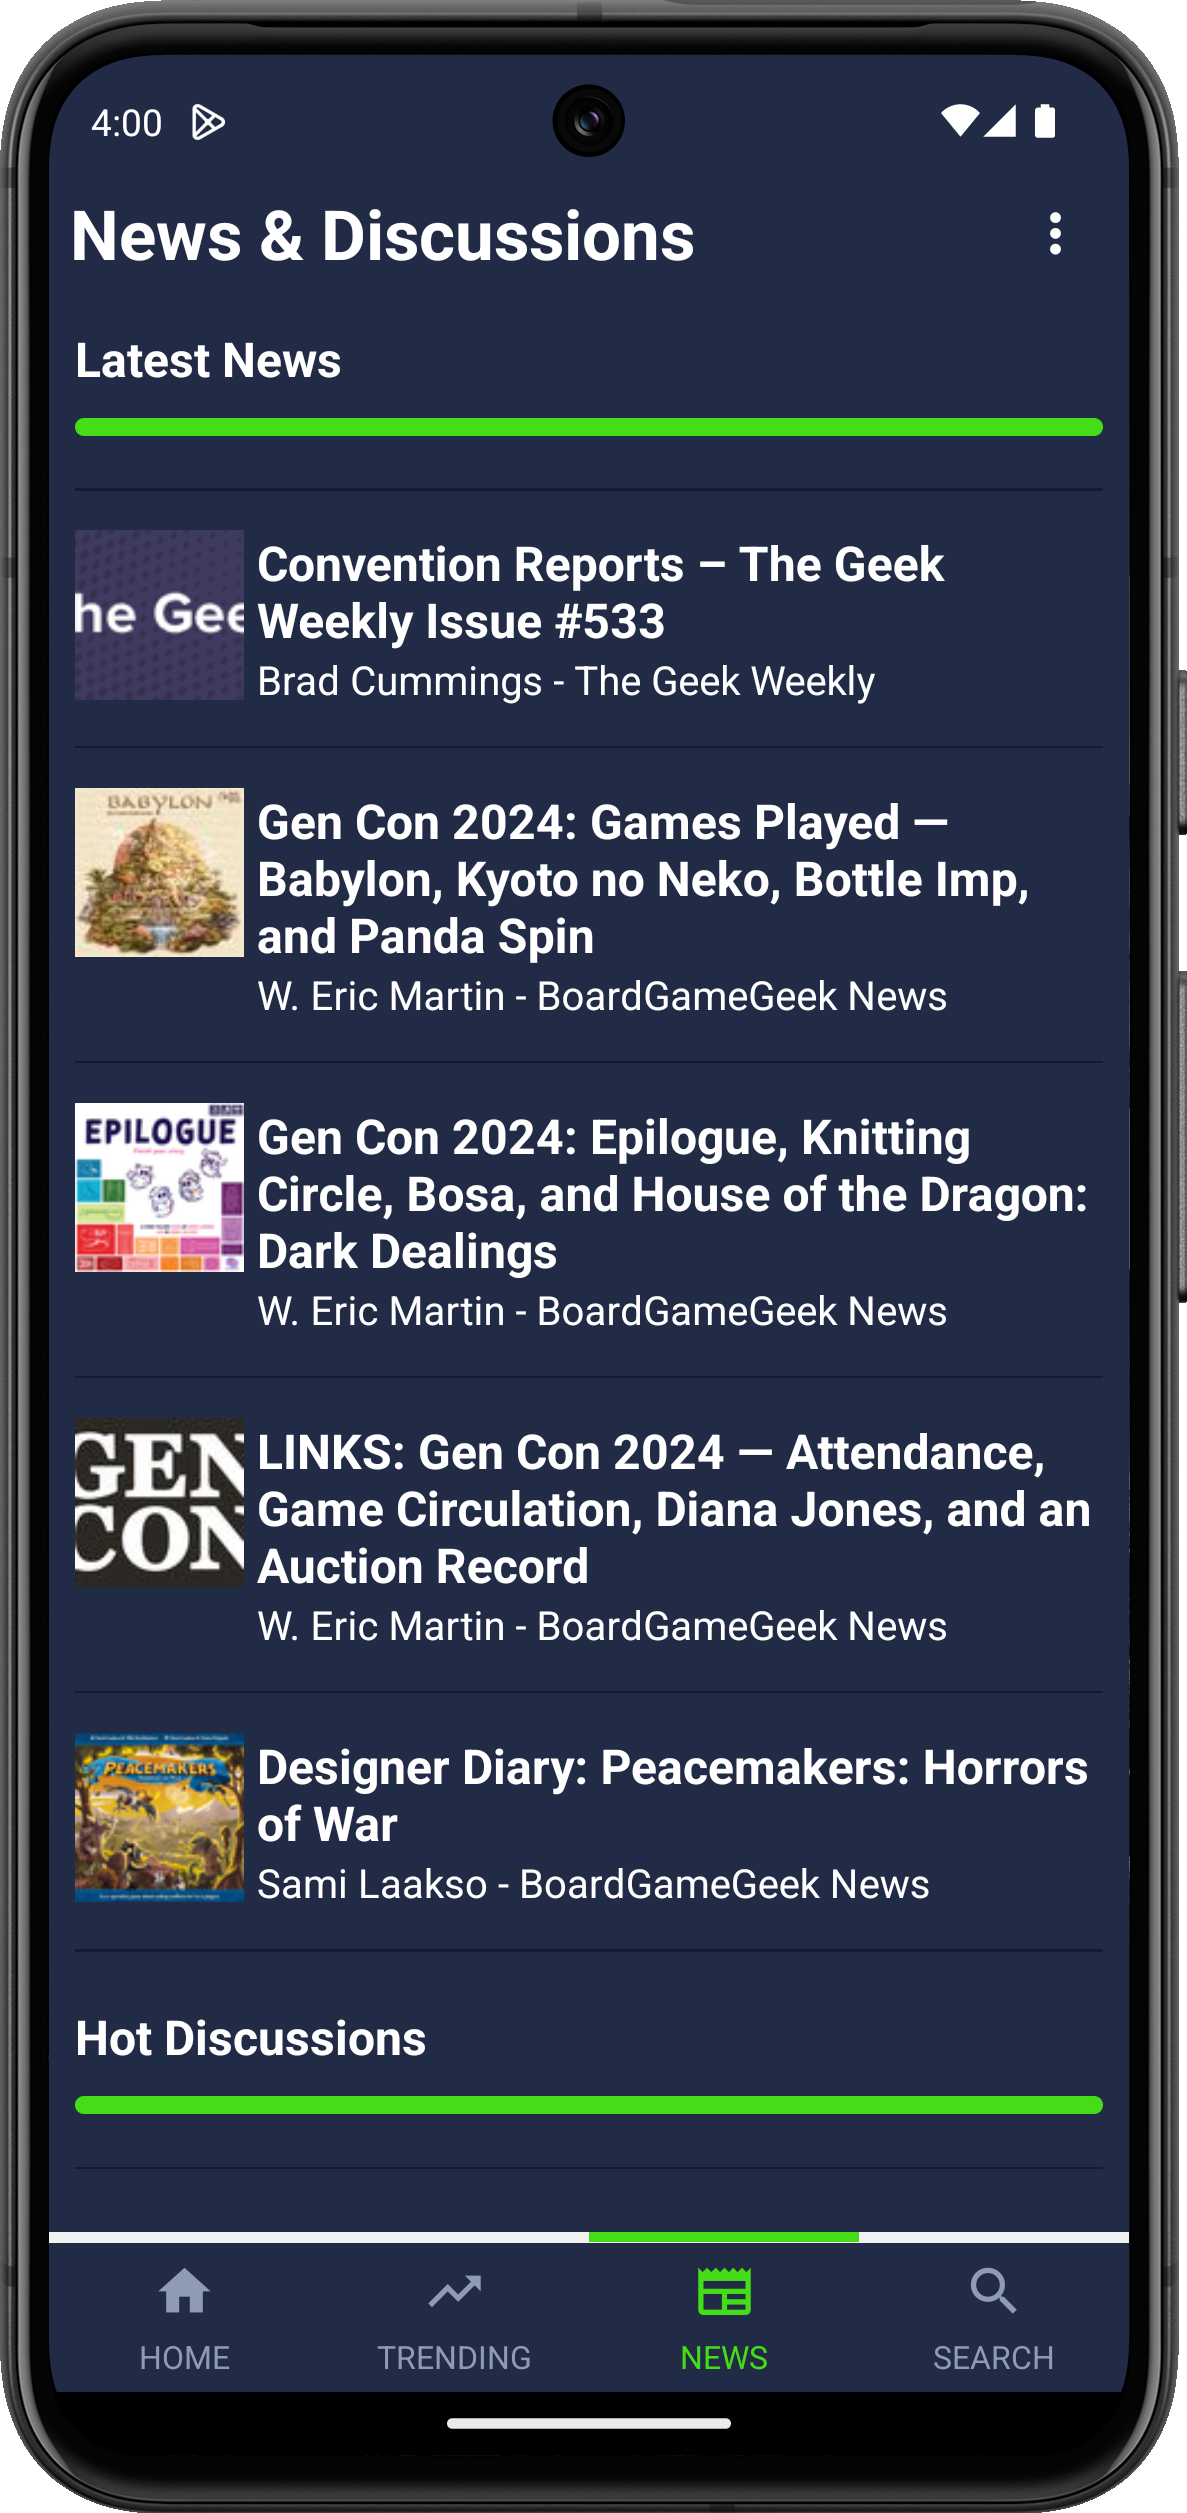 4:00
News & Discussions
Latest News
he Gee
Convention Reports – The Geek
Weekly Issue #533
Brad Cummings - The Geek Weekly
BABYLON
Gen Con 2024: Games Played —
Babylon, Kyoto no Neko, Bottle Imp,
and Panda Spin
W. Eric Martin - BoardGameGeek News
EPILOGUE
Gen Con 2024: Epilogue, Knitting
Circle, Bosa, and House of the Dragon:
Dark Dealings
W. Eric Martin - BoardGameGeek News
GEN
CON
LINKS: Gen Con 2024 — Attendance,
Game Circulation, Diana Jones, and an
Auction Record
W. Eric Martin - BoardGameGeek News
PEACEMAKERS
Designer Diary: Peacemakers: Horrors
of War
Sami Laakso - BoardGameGeek News
Hot Discussions
HOME
TRENDING
NEWS
SEARCH